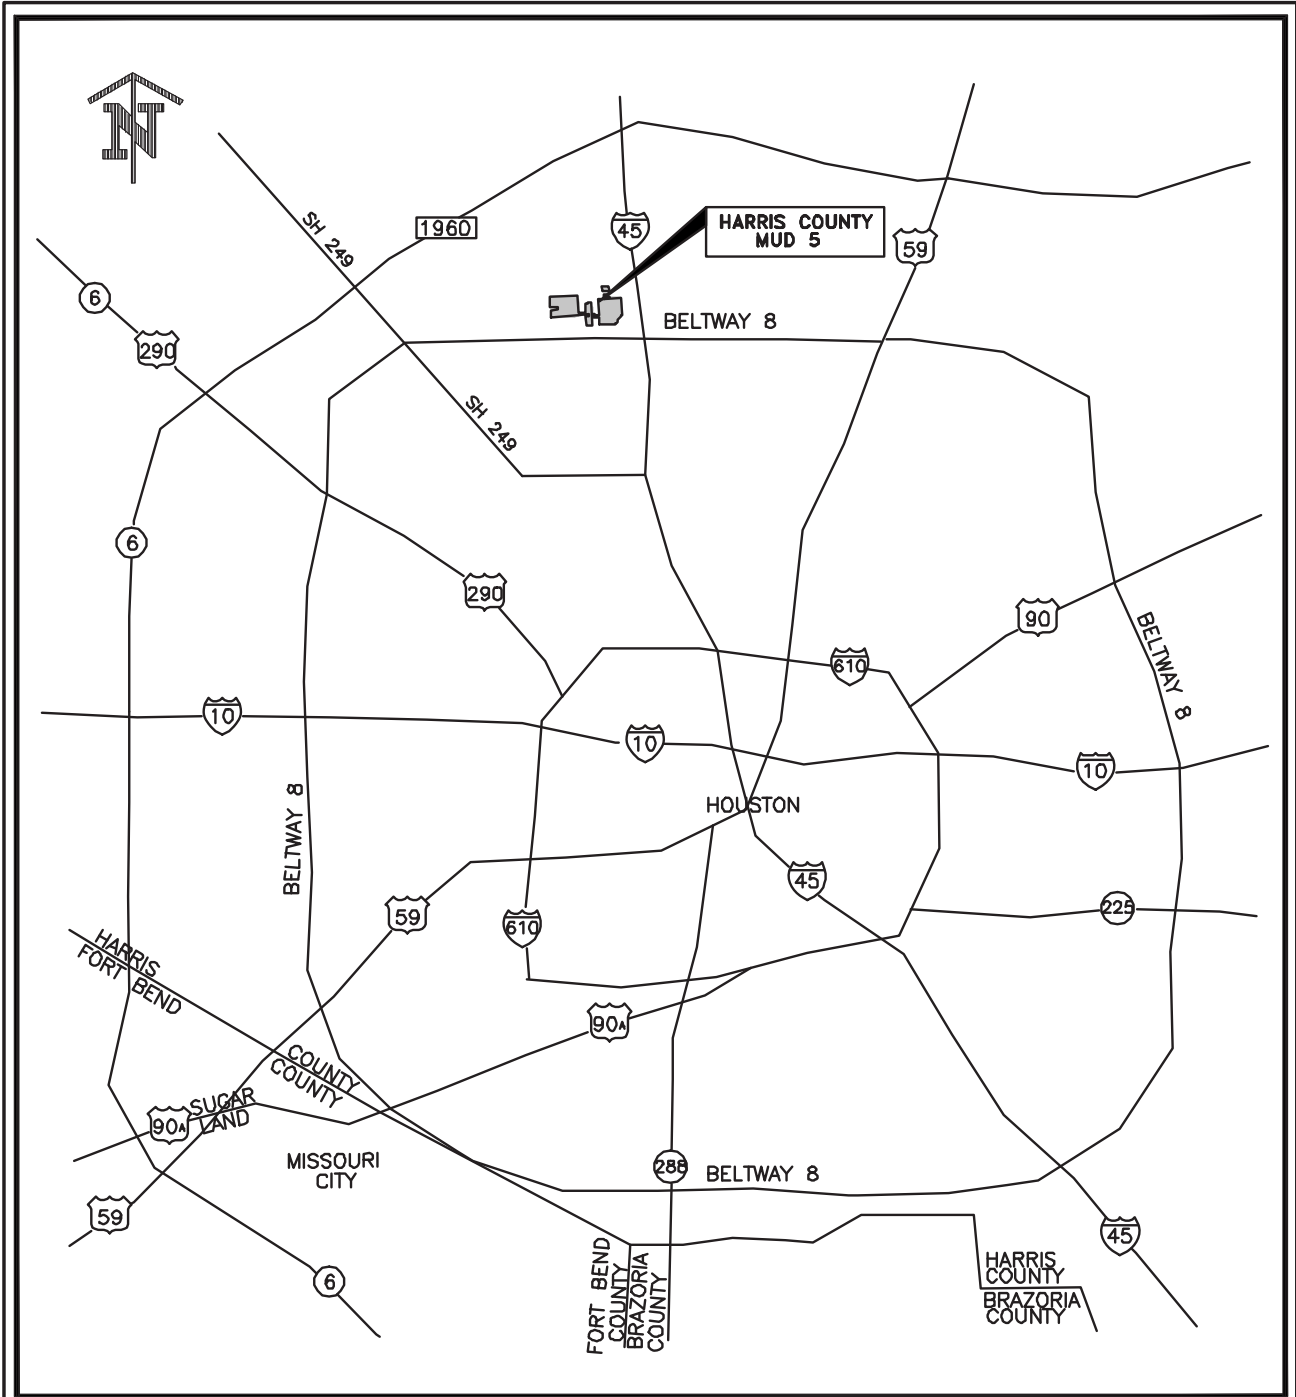 N
SH 249
1960
45
HARRIS COUNTY
MUD 5
59
6
290
BELTWAY 8
SH 249
6
290
90
610
BELTWAY 8
10
10
10
HOUSTON
BELTWAY 8
45
59
610
225
HARRIS
FORT BEND
90A
COUNTY
COUNTY
SUGAR
LAND
90A
MISSOURI
CITY
288
BELTWAY 8
59
45
6
FORT BEND
COUNTY
BRAZORIA
COUNTY
HARRIS
COUNTY
BRAZORIA
COUNTY